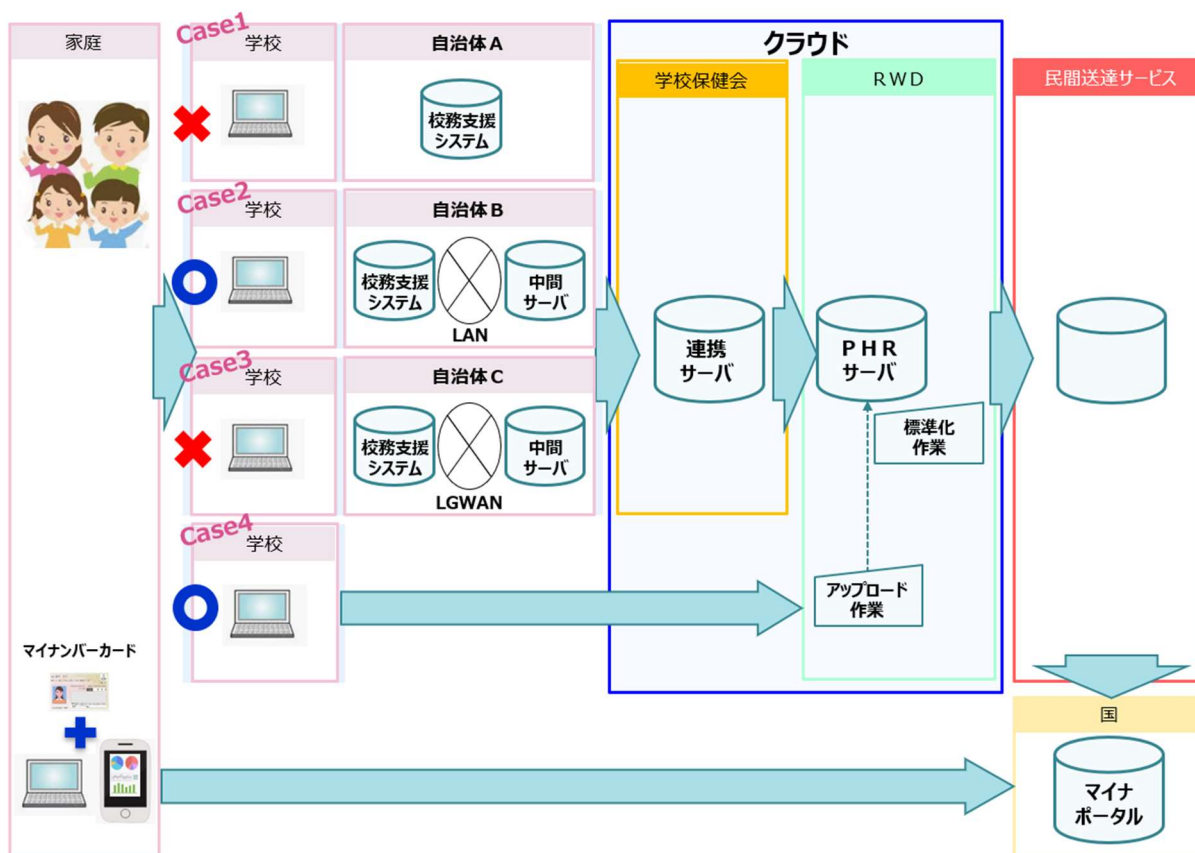 家庭
マイナンバーカード
Case1
学校
自治体A
校務支援
システム
Case2
学校
自治体B
校務支援
システム
中間
サーバ
LAN
Case3
学校
自治体C
校務支援
システム
中間
サーバ
LGWAN
Case4
学校
クラウド
学校保健会
連携
サーバ
RWD
PHR
サーバ
標準化
作業
アップロード
作業
民間送達サービス
国
マイナ
ポータル